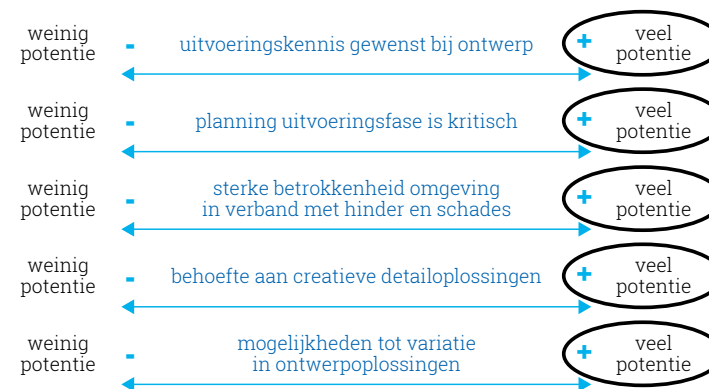 weinig potentie - uitvoeringskennis gewenst bij ontwerp + veel potentie
weinig potentie - planning uitvoeringsfase is kritisch + veel potentie
weinig potentie - sterke betrokkenheid omgeving in verband met hinder en schades + veel potentie
weinig potentie - behoefte aan creatieve detailoplossingen + veel potentie
weinig potentie - mogelijkheden tot variatie in ontwerpoplossingen + veel potentie